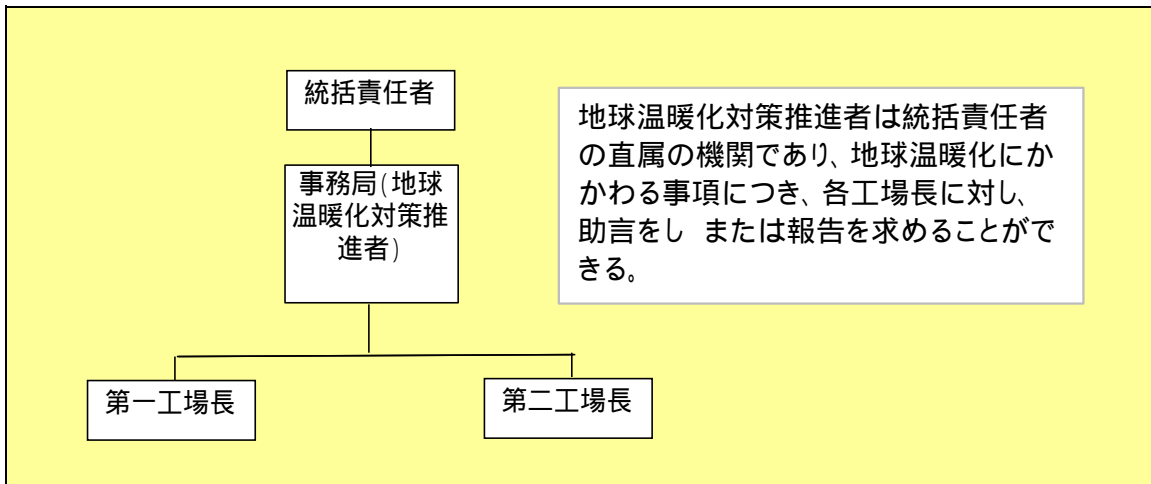 統括責任者
事務局(地球
温暖化対策推
進者)
地球温暖化対策推進者は統括責任者
の直属の機関であり、地球温暖化にか
かわる事項につき、各工場長に対し、
助言をし または報告を求めることがで
きる。
第一工場長
第二工場長